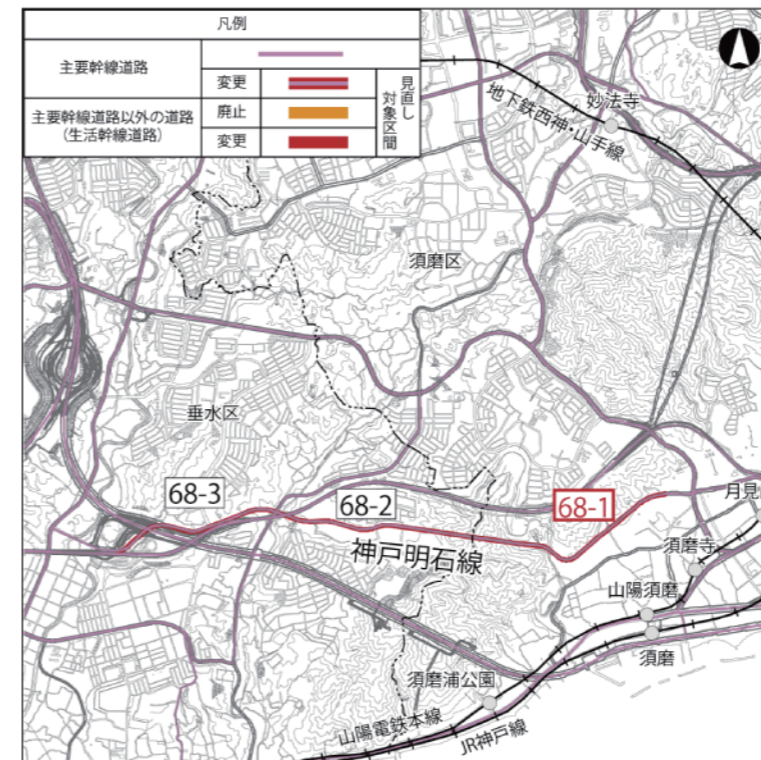 凡例
主要幹線道路
変更
主要幹線道路以外の道路
(生活幹線道路)
廃止
変更
見直し
対象区間
妙法寺
地下鉄西神・山手線
須磨区
垂水区
68-3
68-2
68-1
神戸明石線
月見
須磨寺
山陽須磨
須磨
須磨浦公園
山陽電鉄本線
JR神戸線